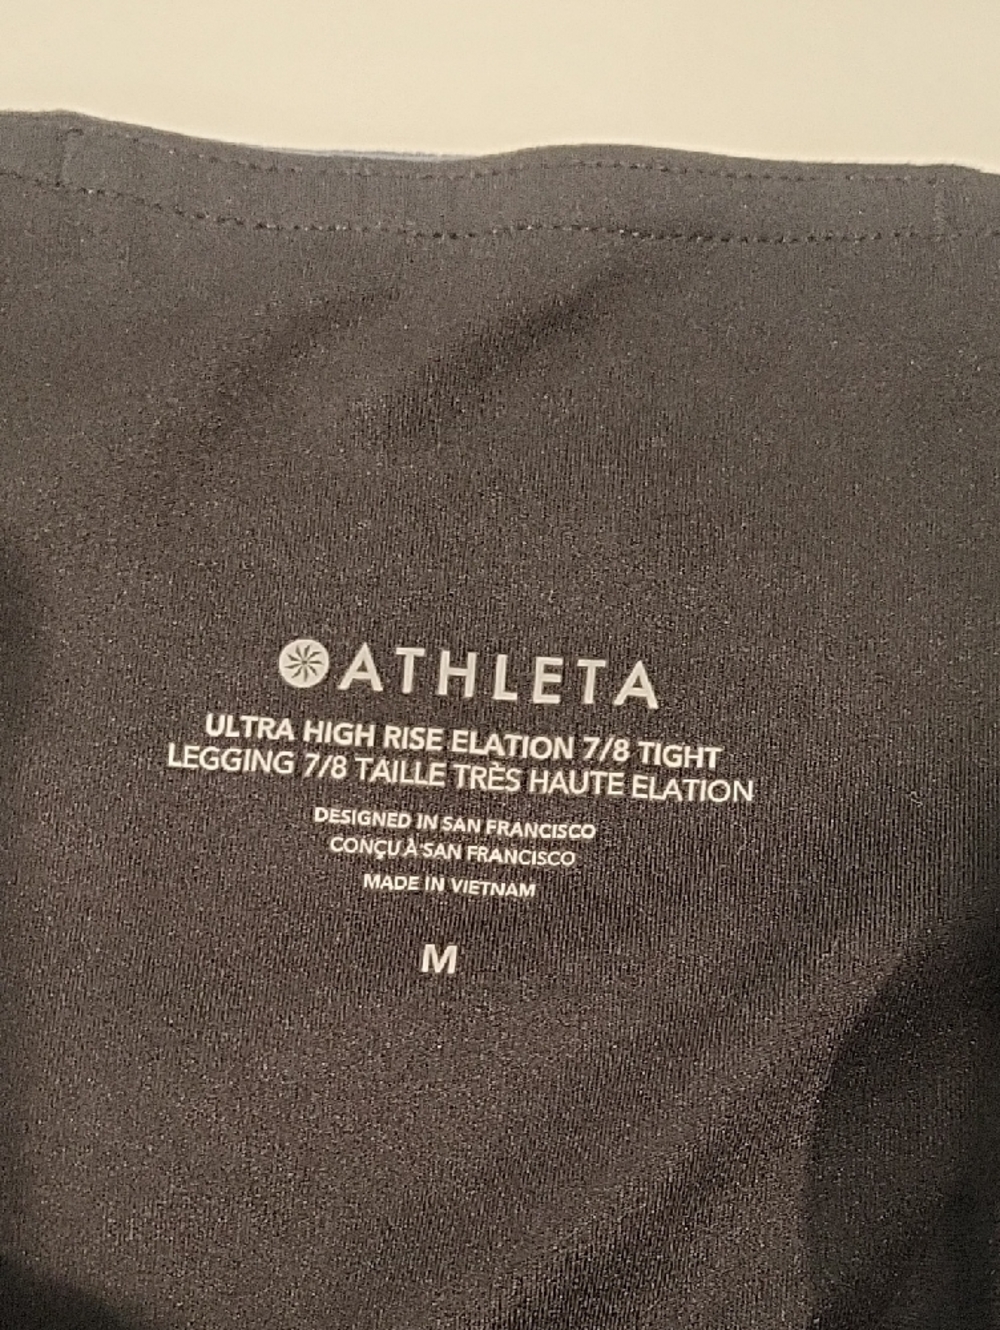 ATHLETA
ULTRA HIGH RISE ELATION 7/8 TIGHT
LEGGING 7/8 TAILLE TRÈS HAUTE ELATION
DESIGNED IN SAN FRANCISCO
CONÇU À SAN FRANCISCO
MADE IN VIETNAM
M